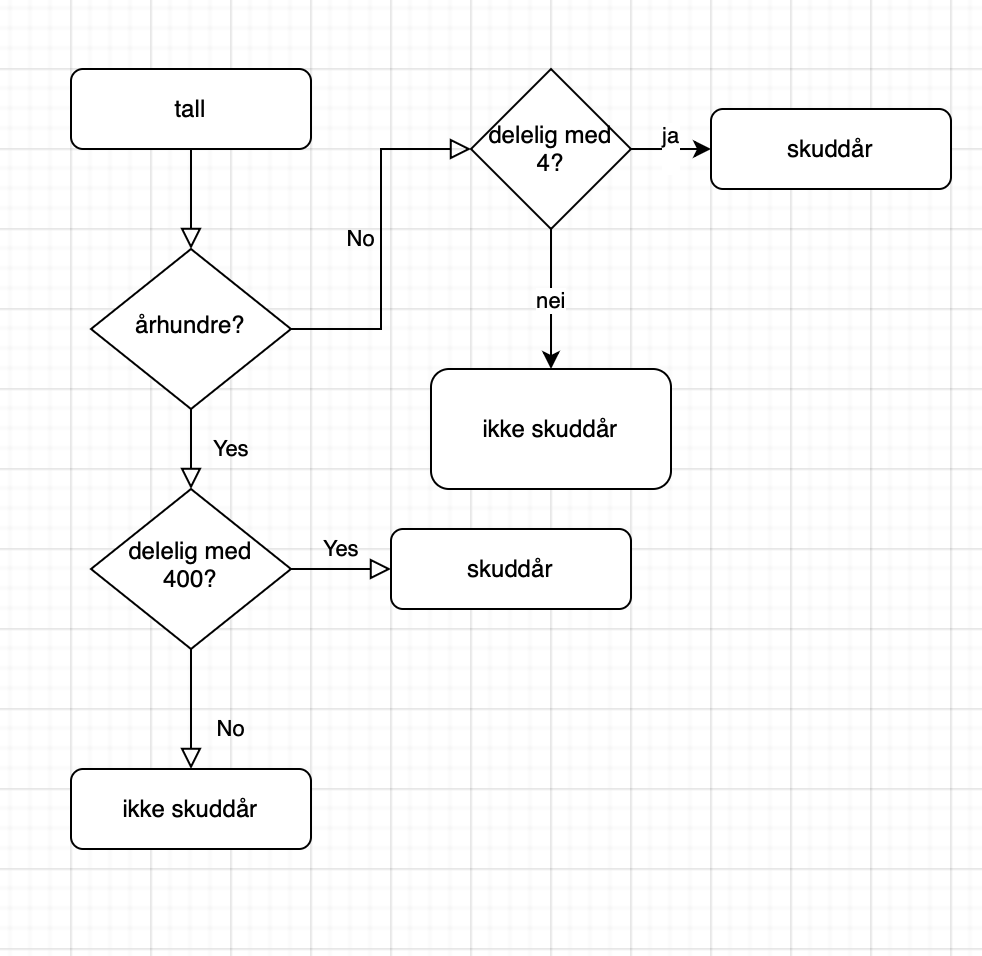 tall
delelig med
4?
ja
skuddår
No
århundre?
nei
ikke skuddår
Yes
delelig med
400?
Yes
skuddår
No
ikke skuddår